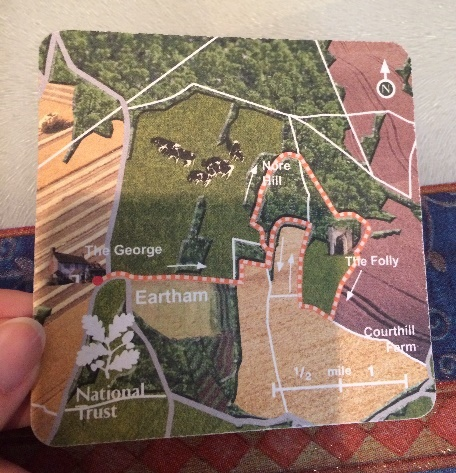 N
Nore
Hill
The George
The Folly
Eartham
Courthill
Farm
1/2 mile 1
National
Trust